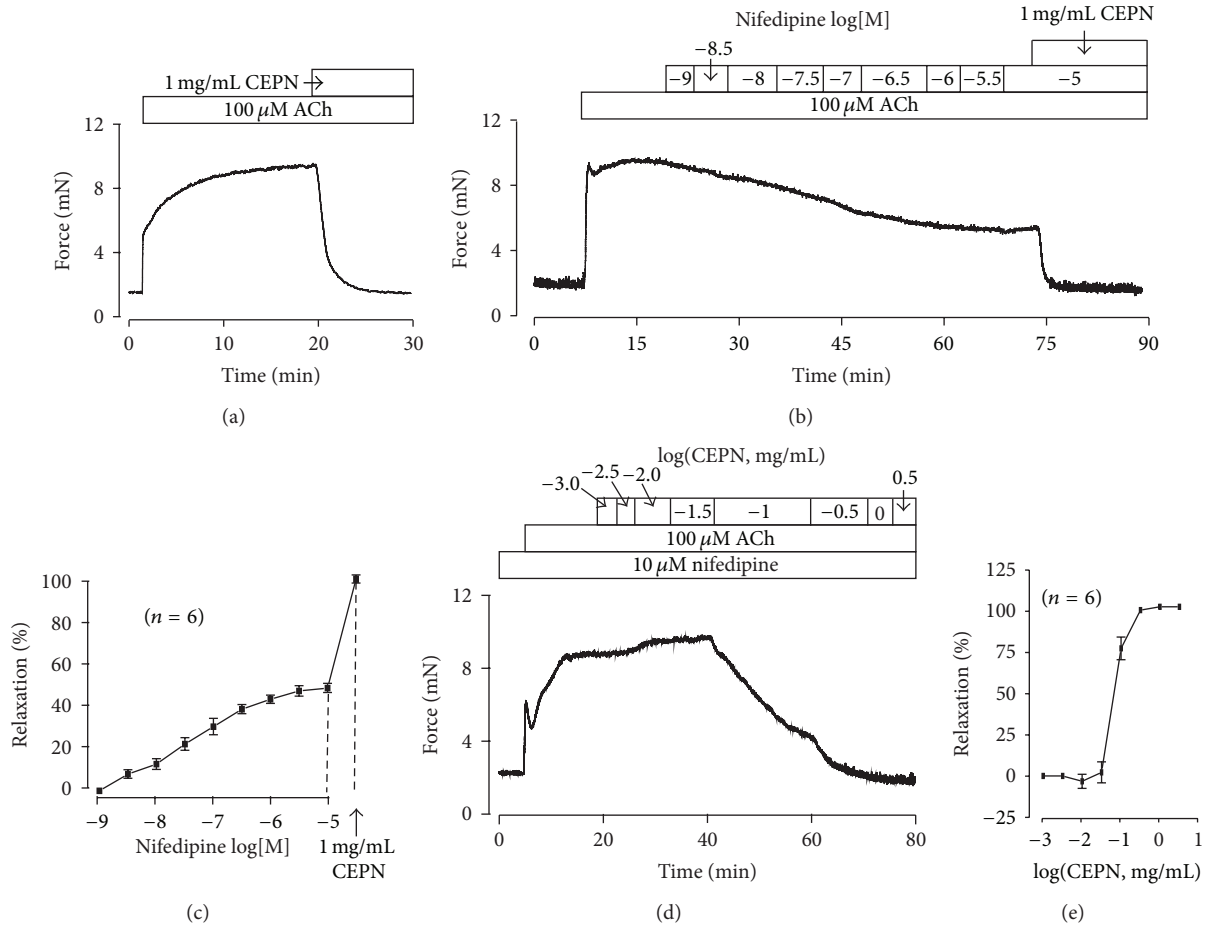 1 mg/mL CEPN
100 µM ACh
12
8
4
0
Force (mN)
0 10 20 30
Time (min)
(a)
Nifedipine log[M]
1 mg/mL CEPN
−8.5
−9 −8 −7.5 −7 −6.5 −6 −5.5 −5
100 µM ACh
12
8
4
0
Force (mN)
0 15 30 45 60 75 90
Time (min)
(b)
100
80
60
40
20
0
Relaxation (%)
(n = 6)
−9 −8 −7 −6 −5
Nifedipine log[M]
1 mg/mL
CEPN
(c)
log(CEPN, mg/mL)
−3.0 −2.5 −2.0 0.5
−1.5 −1 −0.5 0
100 µM ACh
10 µM nifedipine
12
8
4
0
Force (mN)
0 20 40 60 80
Time (min)
(d)
125
100
75
50
25
0
−25
Relaxation (%)
(n = 6)
−3 −2 −1 0 1
log(CEPN, mg/mL)
(e)